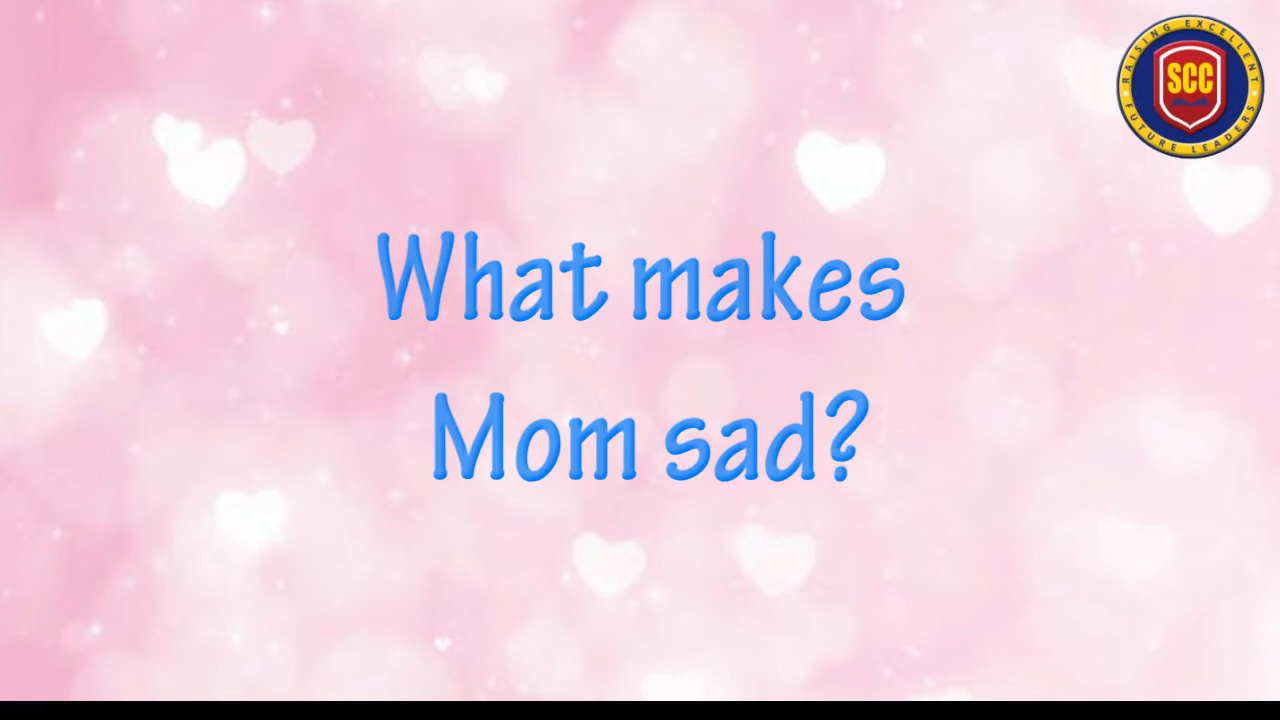 RAISING EXCELLENT
SCC
FUTURE LEADERS
What makes
Mom sad?